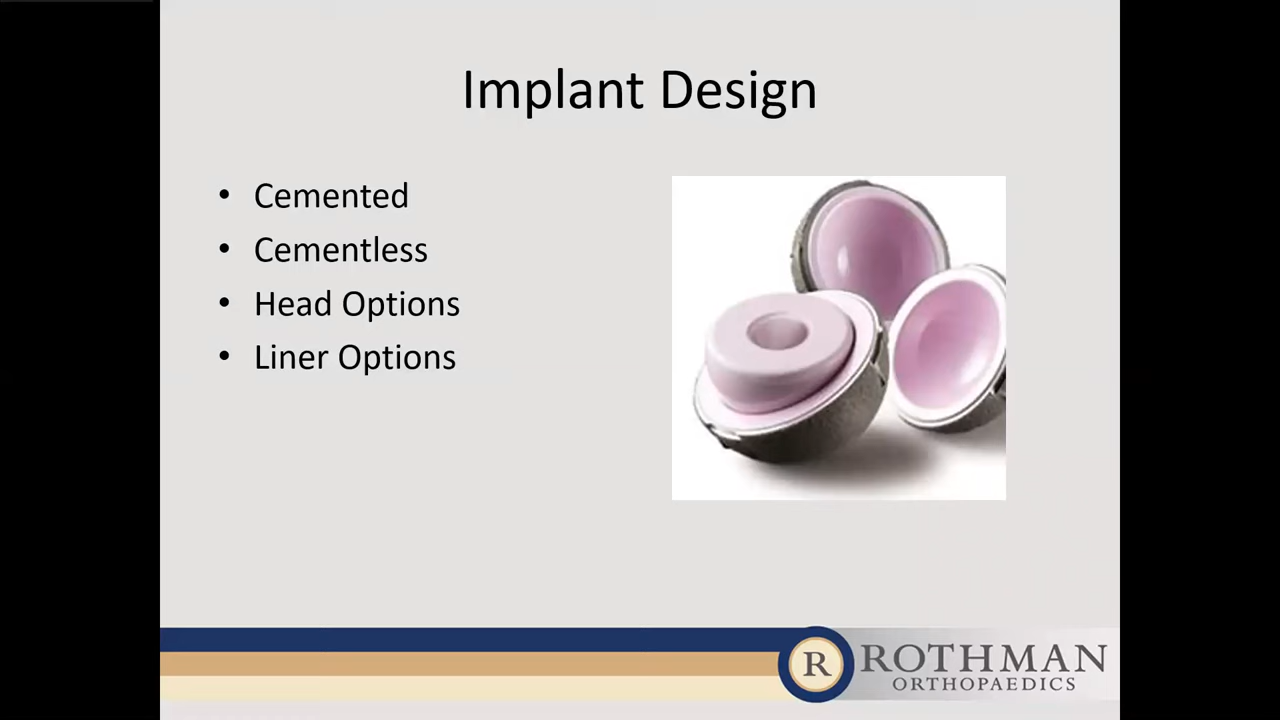 Implant Design
• Cemented
• Cementless
• Head Options
• Liner Options
R ROTHMAN
ORTHOPAEDICS